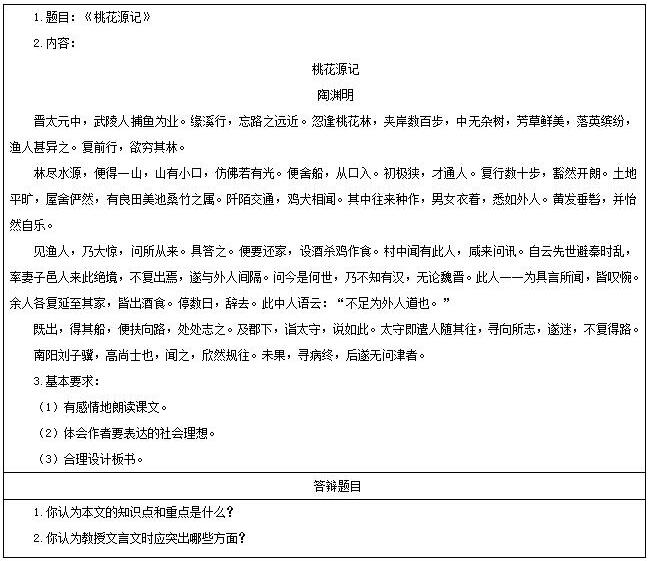 1.题目：《桃花源记》
2.内容：
桃花源记
陶渊明
晋太元中，武陵人捕鱼为业。缘溪行，忘路之远近。忽逢桃花林，夹岸数百步，中无杂树，芳草鲜美，落英缤纷，
渔人甚异之。复前行，欲穷其林。
林尽水源，便得一山，山有小口，仿佛若有光。便舍船，从口入。初极狭，才通人。复行数十步，豁然开朗。土地
平旷，屋舍俨然，有良田美池桑竹之属。阡陌交通，鸡犬相闻。其中往来种作，男女衣着，悉如外人。黄发垂髫，并怡
然自乐。
见渔人，乃大惊，问所从来。具答之。便要还家，设酒杀鸡作食。村中闻有此人，咸来问讯。自云先世避秦时乱，
率妻子邑人来此绝境，不复出焉，遂与外人间隔。问今是何世，乃不知有汉，无论魏晋。此人一一为具言所闻，皆叹惋。
余人各复延至其家，皆出酒食。停数日，辞去。此中人语云：“不足为外人道也。”
既出，得其船，便扶向路，处处志之。及郡下，诣太守，说如此。太守即遣人随其往，寻向所志，遂迷，不复得路。
南阳刘子骥，高尚士也，闻之，欣然规往。未果，寻病终，后遂无问津者。
3.基本要求：
（1）有感情地朗读课文。
（2）体会作者要表达的社会理想。
（3）合理设计板书。
答辩题目
1.你认为本文的知识点和重点是什么？
2.你认为教授文言文时应突出哪些方面？